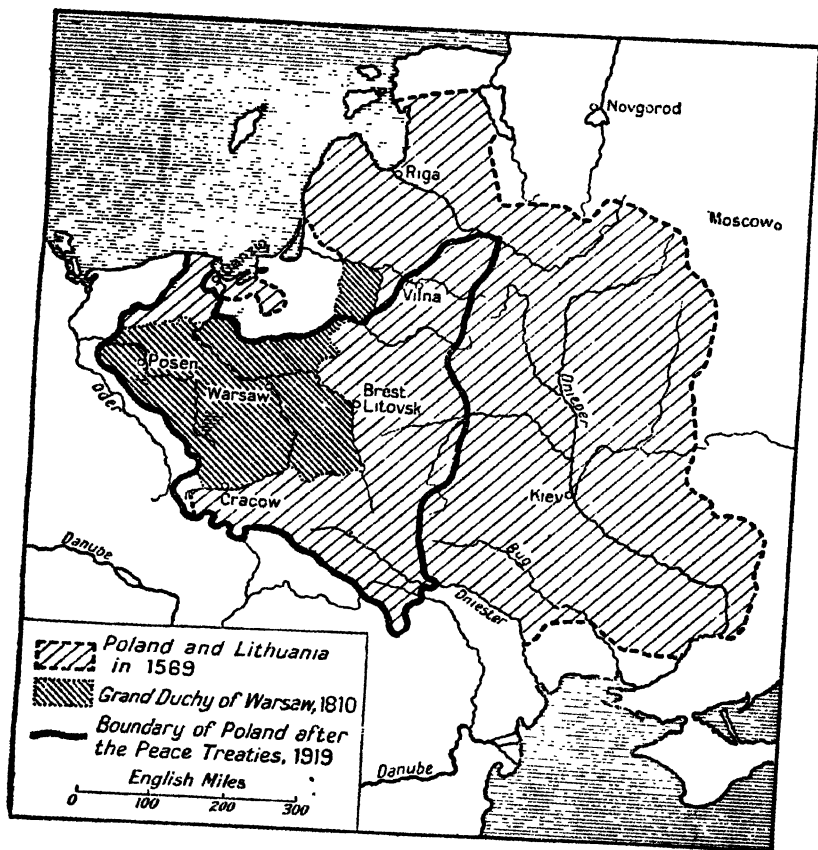 Novgorod
Riga
Moscow
Danzig
Vilna
Posen
Warsaw
Brest
Litovsk
Oder
Dnieper
Cracow
Kiev
Bug
Danube
Dniester
Poland and Lithuania
in 1569
Grand Duchy of Warsaw, 1810
Boundary of Poland after
the Peace Treaties, 1919
English Miles
0 100 200 300
Danube